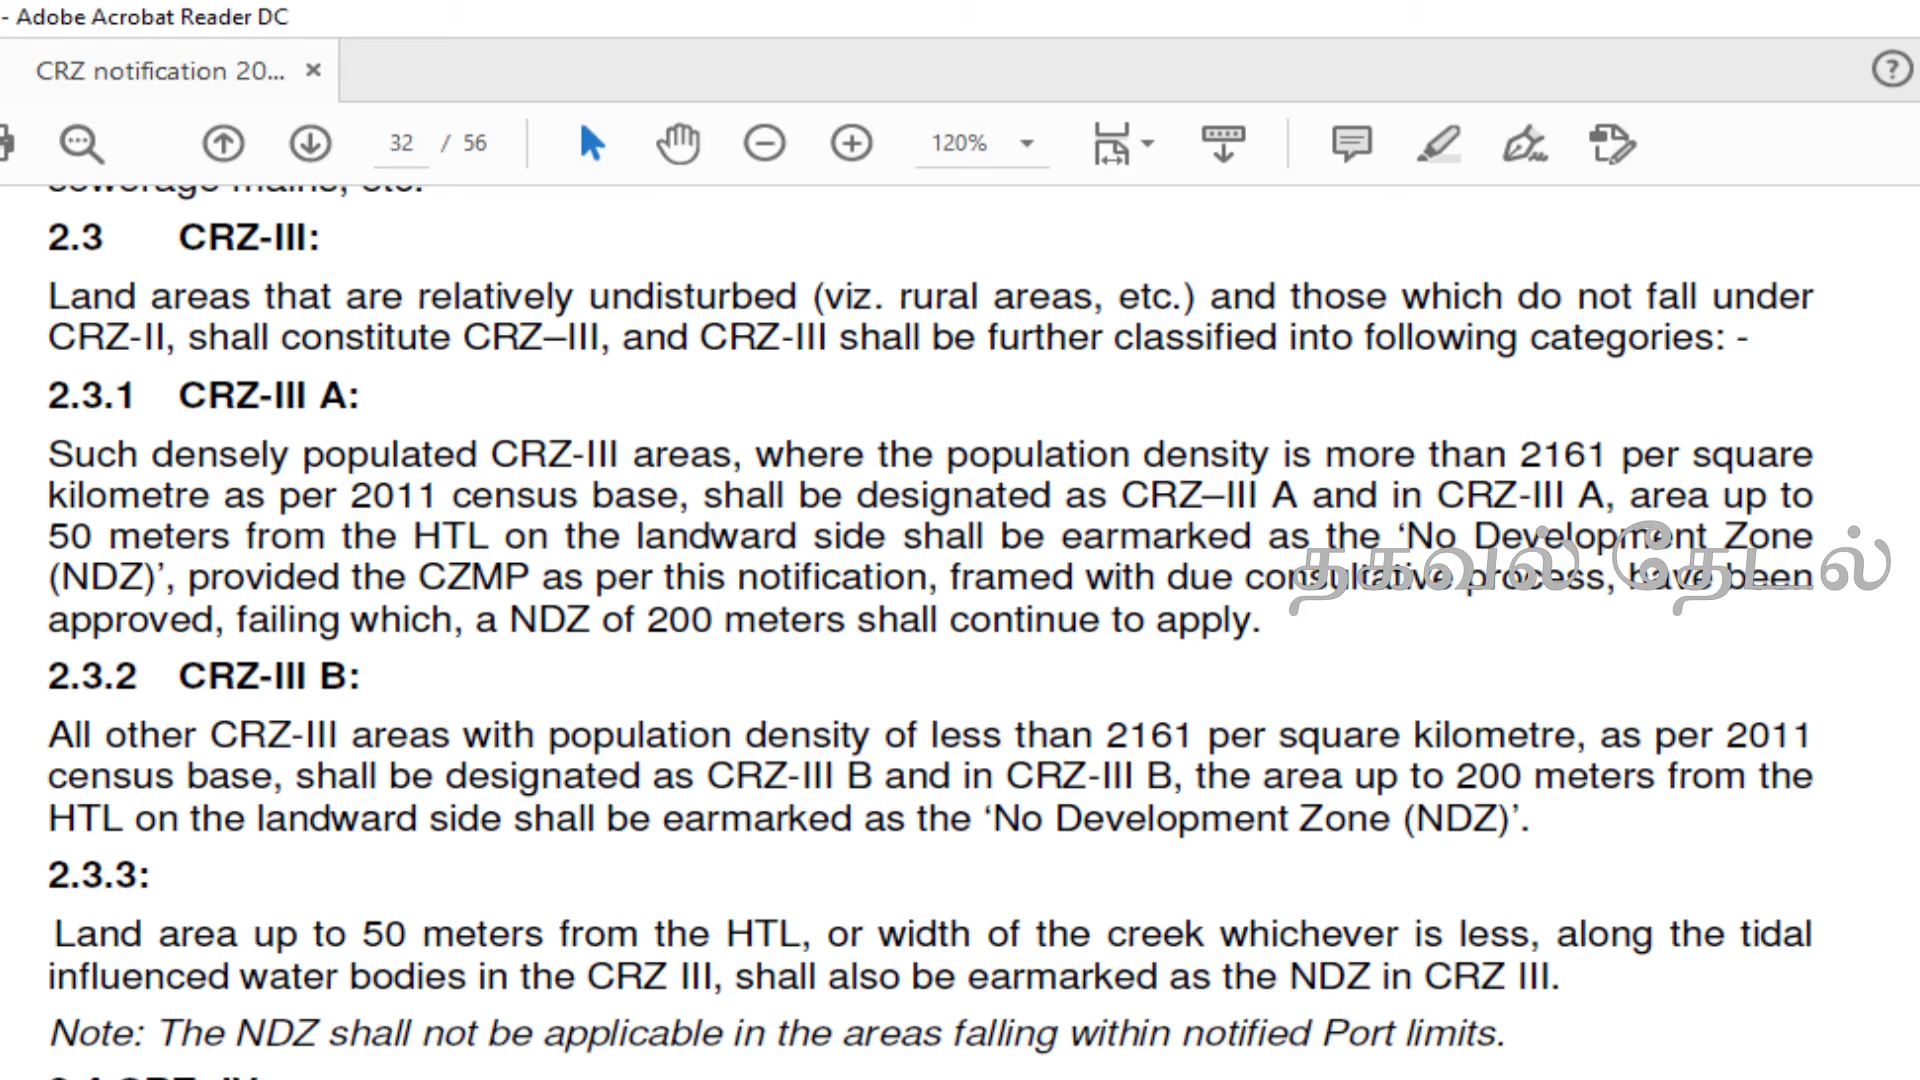 - Adobe Acrobat Reader DC
CRZ notification 20... ×
?
32 / 56 120%
sewerage mains, etc.
2.3 CRZ-III:
Land areas that are relatively undisturbed (viz. rural areas, etc.) and those which do not fall under
CRZ-II, shall constitute CRZ–III, and CRZ-III shall be further classified into following categories: -
2.3.1 CRZ-III A:
Such densely populated CRZ-III areas, where the population density is more than 2161 per square
kilometre as per 2011 census base, shall be designated as CRZ–III A and in CRZ-III A, area up to
50 meters from the HTL on the landward side shall be earmarked as the ‘No Development Zone
(NDZ)’, provided the CZMP as per this notification, framed with due consultative process, have been
தகவல் தேடல்
approved, failing which, a NDZ of 200 meters shall continue to apply.
2.3.2 CRZ-III B:
All other CRZ-III areas with population density of less than 2161 per square kilometre, as per 2011
census base, shall be designated as CRZ-III B and in CRZ-III B, the area up to 200 meters from the
HTL on the landward side shall be earmarked as the ‘No Development Zone (NDZ)’.
2.3.3:
Land area up to 50 meters from the HTL, or width of the creek whichever is less, along the tidal
influenced water bodies in the CRZ III, shall also be earmarked as the NDZ in CRZ III.
Note: The NDZ shall not be applicable in the areas falling within notified Port limits.